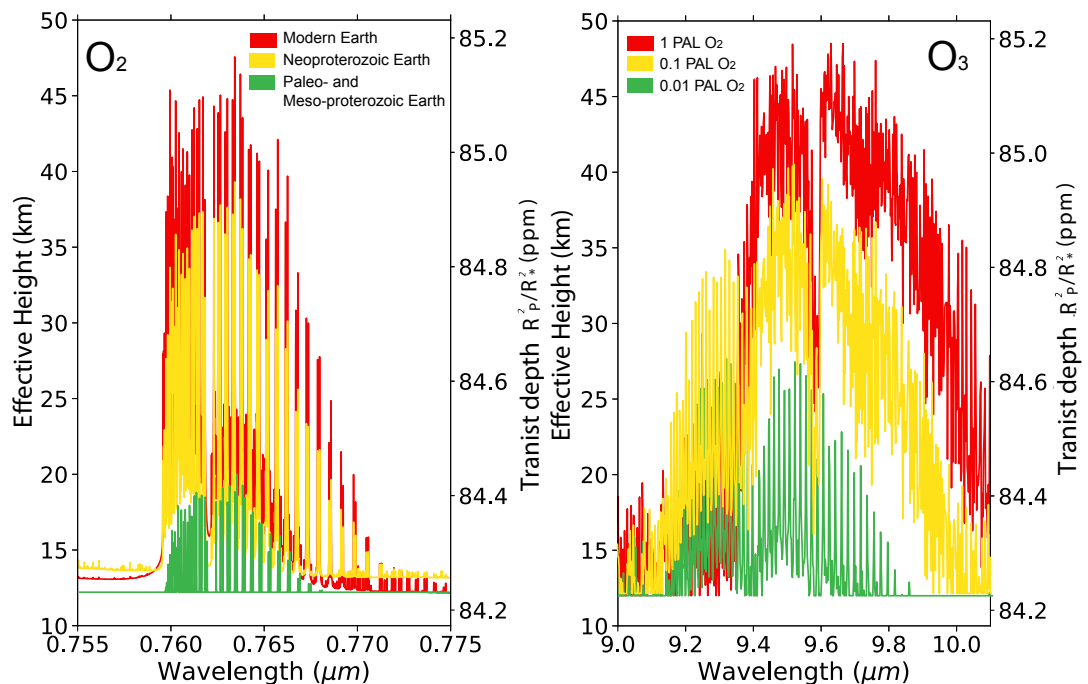 O2
Modern Earth
Neoproterozoic Earth
Paleo- and
Meso-proterozoic Earth
50
45
40
35
30
25
20
15
10
Effective Height (km)
85.2
85.0
84.8
84.6
84.4
84.2
Tranist depth R²P/R²* (ppm)
0.755
0.760
0.765
0.770
0.775
Wavelength (μm)
O3
1 PAL O2
0.1 PAL O2
0.01 PAL O2
50
45
40
35
30
25
20
15
10
Effective Height (km)
85.2
85.0
84.8
84.6
84.4
84.2
Tranist depth .R²P/R²* (ppm)
9.0
9.2
9.4
9.6
9.8
10.0
Wavelength (μm)